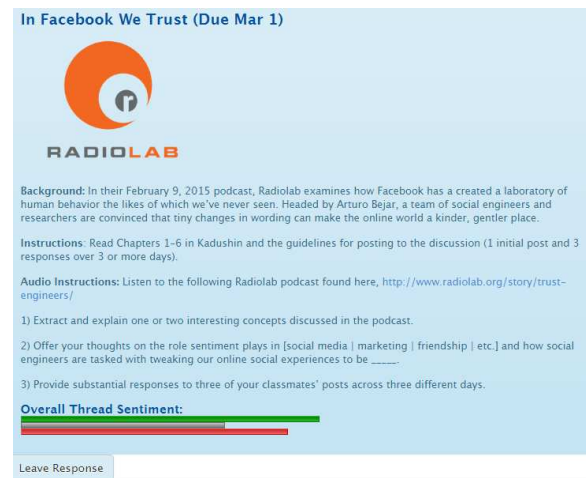 In Facebook We Trust (Due Mar 1)
r
RADIOLAB
Background: In their February 9, 2015 podcast, Radiolab examines how Facebook has a created a laboratory of
human behavior the likes of which we've never seen. Headed by Arturo Bejar, a team of social engineers and
researchers are convinced that tiny changes in wording can make the online world a kinder, gentler place.
Instructions: Read Chapters 1-6 in Kadushin and the guidelines for posting to the discussion (1 initial post and 3
responses over 3 or more days).
Audio Instructions: Listen to the following Radiolab podcast found here, http://www.radiolab.org/story/trust-
engineers/
1) Extract and explain one or two interesting concepts discussed in the podcast.
2) Offer your thoughts on the role sentiment plays in [social media | marketing | friendship | etc.] and how social
engineers are tasked with tweaking our online social experiences to be _____.
3) Provide substantial responses to three of your classmates' posts across three different days.
Overall Thread Sentiment:
Leave Response